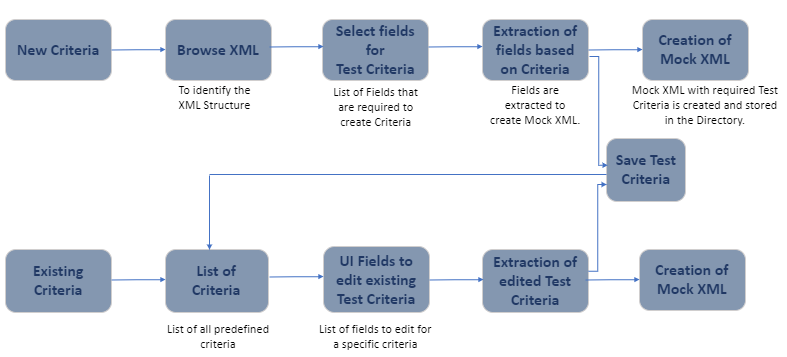 New Criteria
Browse XML
Select fields
for
Test Criteria
Extraction of
fields based
on Criteria
Creation of
Mock XML
To identify the
XML Structure
List of Fields that
are required to
create Criteria
Fields are
extracted to
create Mock XML.
Mock XML with required Test
Criteria is created and stored
in the Directory.
Save Test
Criteria
Existing
Criteria
List of
Criteria
UI Fields to
edit existing
Test Criteria
Extraction of
edited Test
Criteria
Creation of
Mock XML
List of all predefined
criteria
List of fields to edit for
a specific criteria